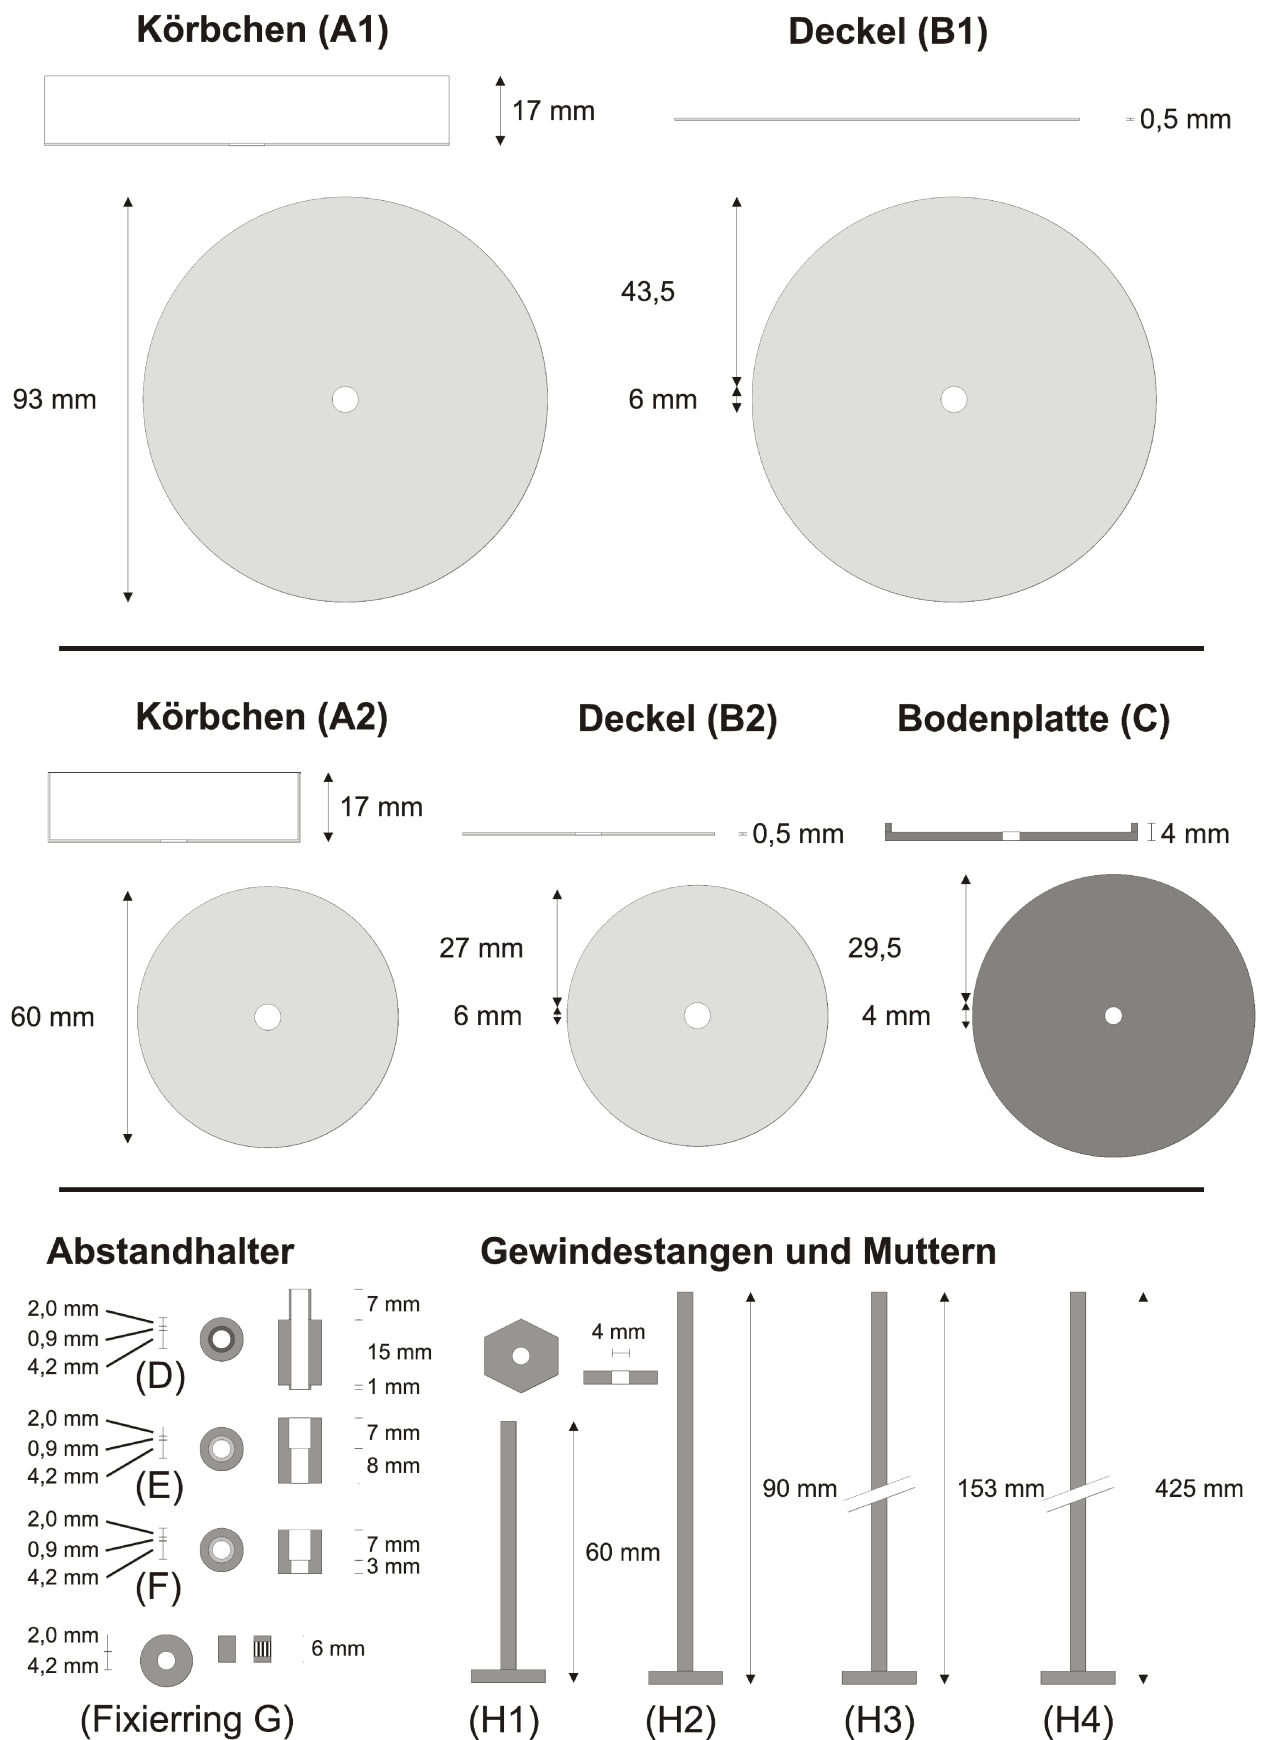 Körbchen (A1)
Deckel (B1)
17 mm
0,5 mm
43,5
93 mm
6 mm
Körbchen (A2)
Deckel (B2)
Bodenplatte (C)
17 mm
0,5 mm
4 mm
27 mm
29,5
60 mm
6 mm
4 mm
Abstandhalter
2,0 mm
0,9 mm
4,2 mm
(D)
7 mm
15 mm
1 mm
2,0 mm
0,9 mm
4,2 mm
(E)
7 mm
8 mm
2,0 mm
0,9 mm
4,2 mm
(F)
7 mm
3 mm
2,0 mm
4,2 mm
6 mm
(Fixierring G)
Gewindestangen und Muttern
4 mm
60 mm
90 mm
153 mm
425 mm
(H1)
(H2)
(H3)
(H4)